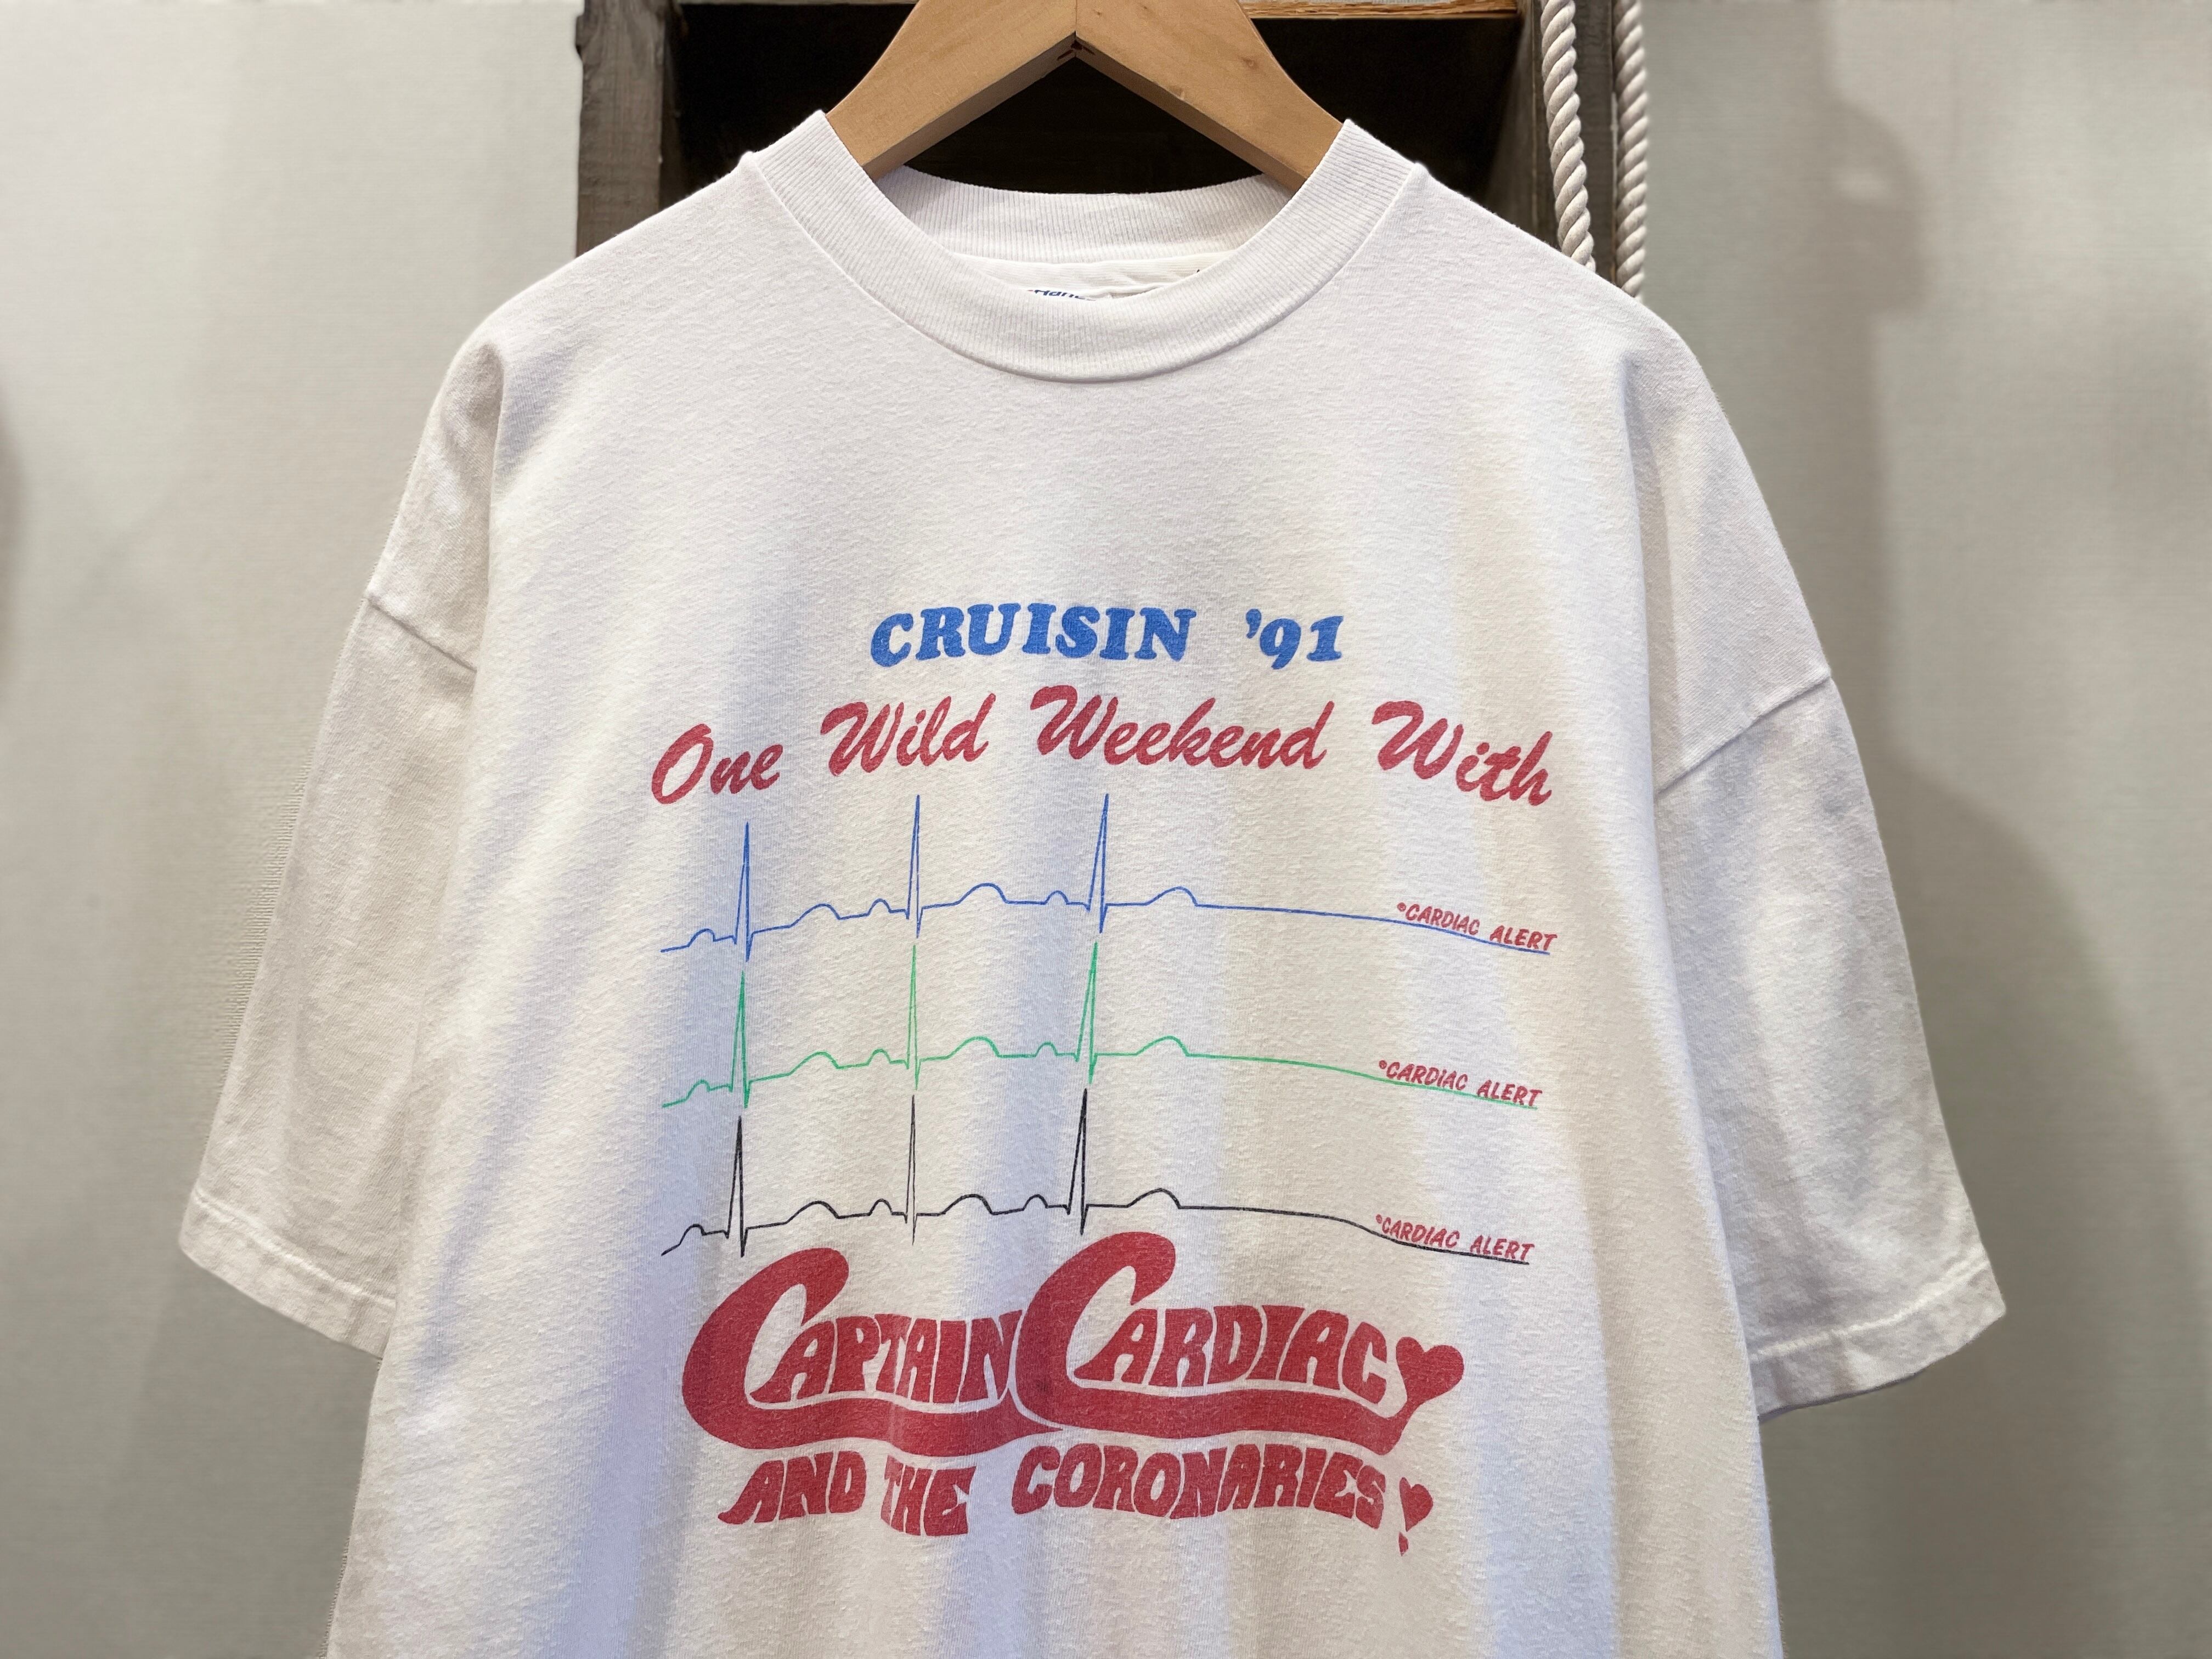 CRUISIN '91
One Wild Weekend With
*CARDIAC ALERT
*CARDIAC ALERT
*CARDIAC ALERT
CAPTAIN CARDIAC
AND THE CORONARIES!